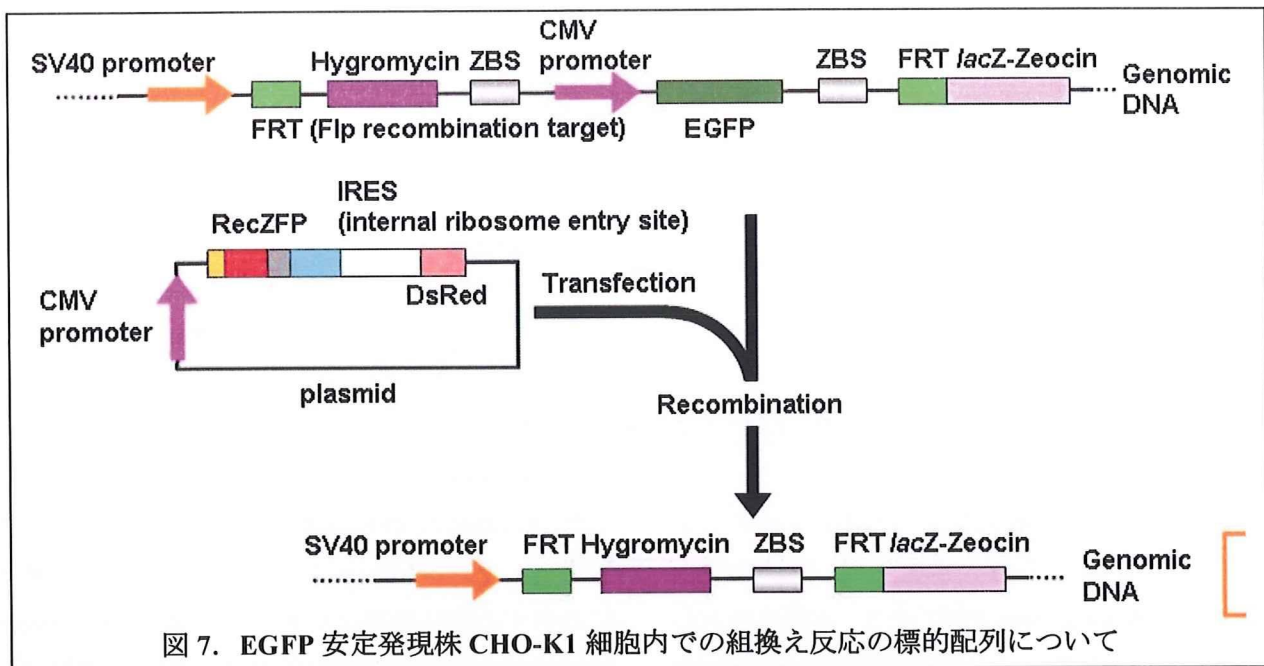 CMV
promoter
SV40 promoter
Hygromycin
ZBS
ZBS
FRT lacZ-Zeocin
Genomic
DNA
FRT (Flp recombination target)
EGFP
IRES
(internal ribosome entry site)
RecZFP
DsRed
CMV
promoter
plasmid
Transfection
Recombination
SV40 promoter
FRT Hygromycin
ZBS
FRT lacZ-Zeocin
Genomic
DNA
図 7. EGFP 安定発現株 CHO-K1 細胞内での組換え反応の標的配列について